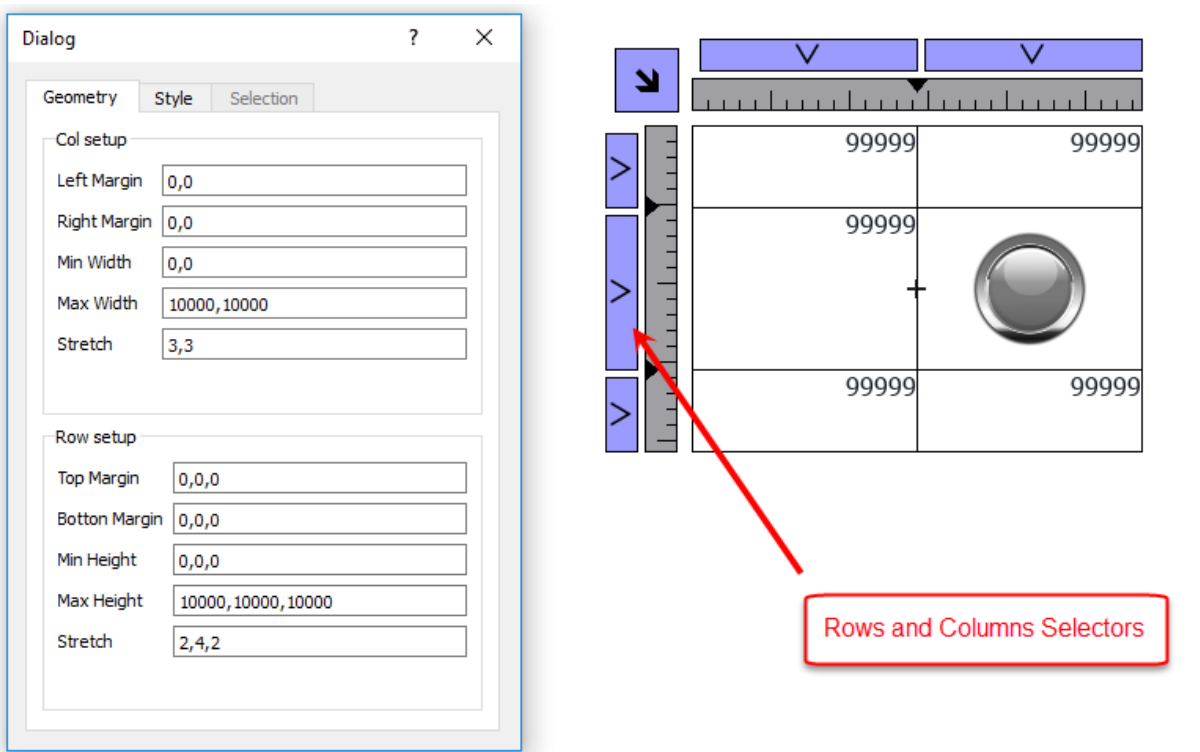 Dialog
?
Geometry
Style
Selection
Col setup
Left Margin 0,0
Right Margin 0,0
Min Width 0,0
Max Width 10000,10000
Stretch 3,3
Row setup
Top Margin 0,0,0
Botton Margin 0,0,0
Min Height 0,0,0
Max Height 10000,10000,10000
Stretch 2,4,2
99999 99999
99999
99999 99999
Rows and Columns Selectors